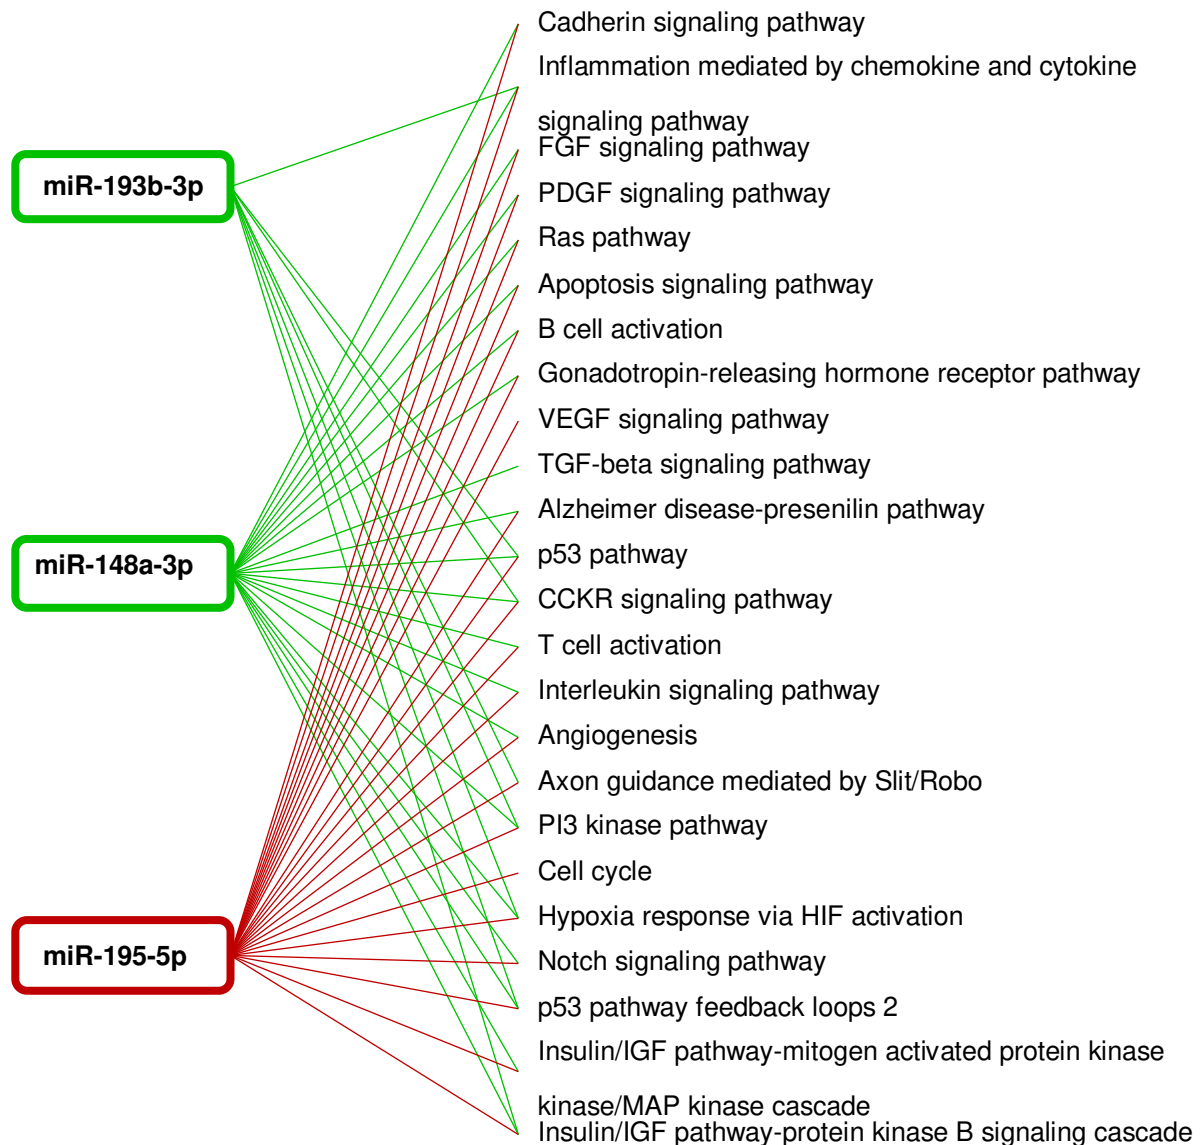 Cadherin signaling pathway
Inflammation mediated by chemokine and cytokine
signaling pathway
FGF signaling pathway
miR-193b-3p
PDGF signaling pathway
Ras pathway
Apoptosis signaling pathway
B cell activation
Gonadotropin-releasing hormone receptor pathway
VEGF signaling pathway
TGF-beta signaling pathway
Alzheimer disease-presenilin pathway
p53 pathway
miR-148a-3p
CCKR signaling pathway
T cell activation
Interleukin signaling pathway
Angiogenesis
Axon guidance mediated by Slit/Robo
PI3 kinase pathway
Cell cycle
Hypoxia response via HIF activation
miR-195-5p
Notch signaling pathway
p53 pathway feedback loops 2
Insulin/IGF pathway-mitogen activated protein kinase
kinase/MAP kinase cascade
Insulin/IGF pathway-protein kinase B signaling cascade